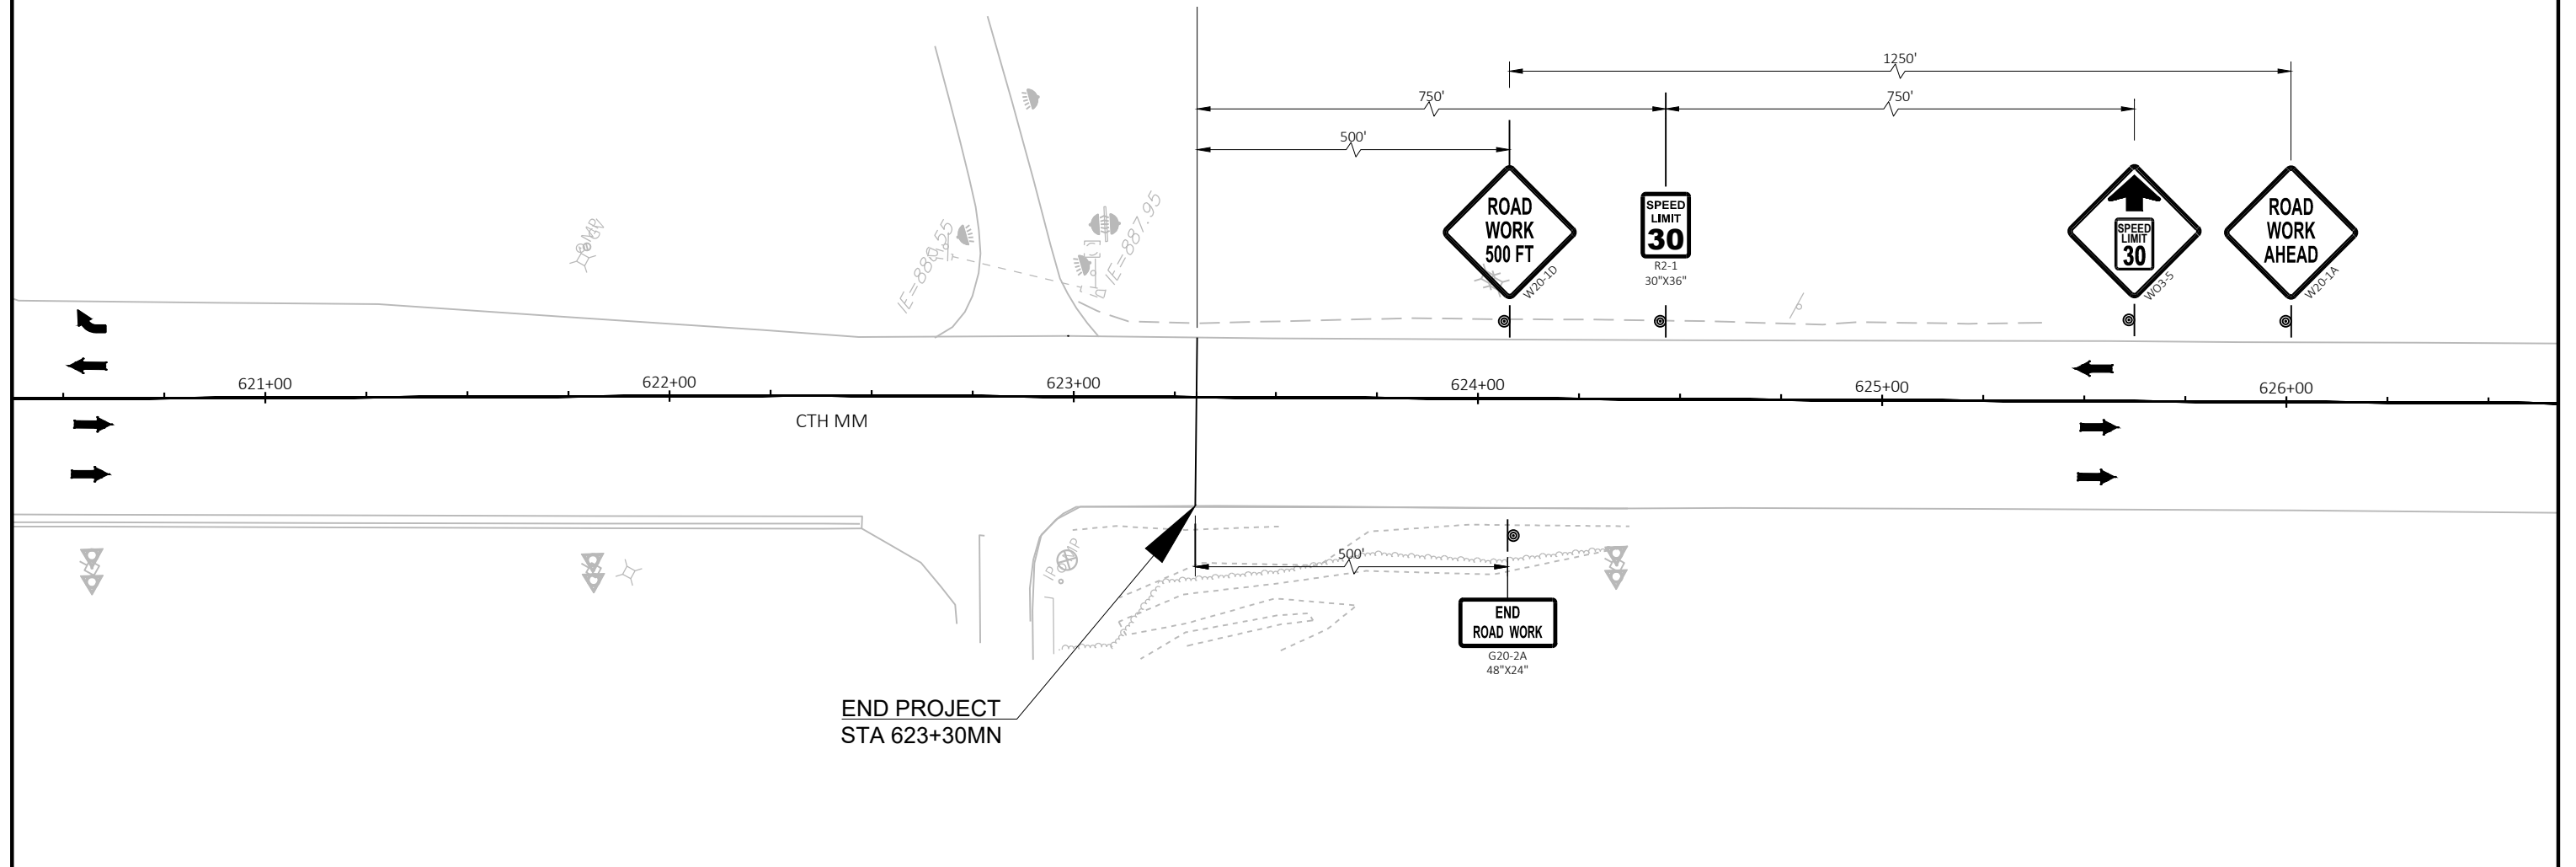 1250'
750'
750'
500'
ROAD
WORK
500 FT
W20-1D
SPEED
LIMIT
30
R2-1
30"X36"
SPEED
LIMIT
30
WO3-5
ROAD
WORK
AHEAD
W20-1A
IE=887.95
621+00
622+00
623+00
624+00
625+00
626+00
CTH MM
500'
END
ROAD WORK
G20-2A
48"X24"
END PROJECT
STA 623+30MN